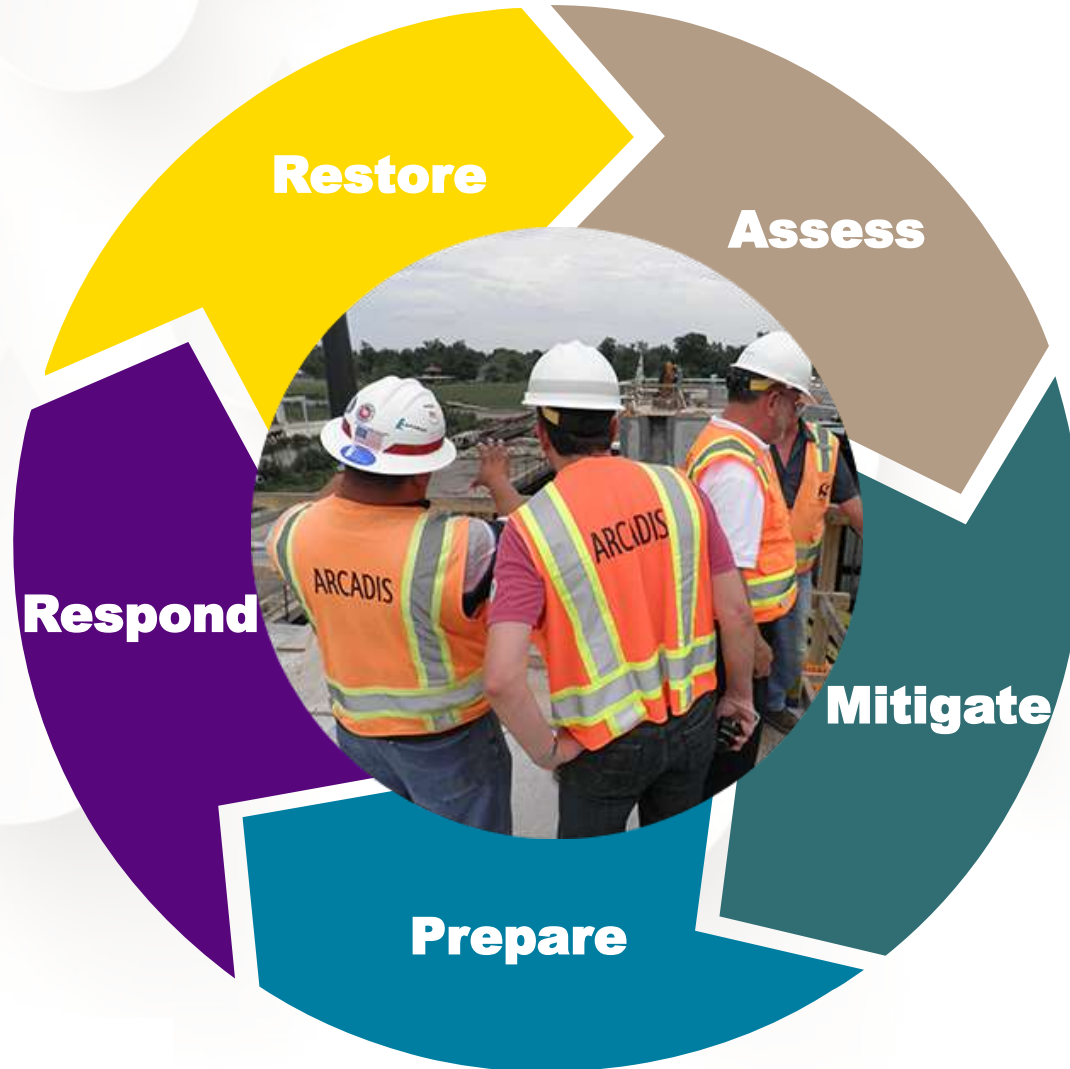 Restore
Assess
Respond
Mitigate
Prepare
ARCADIS
ARCADIS